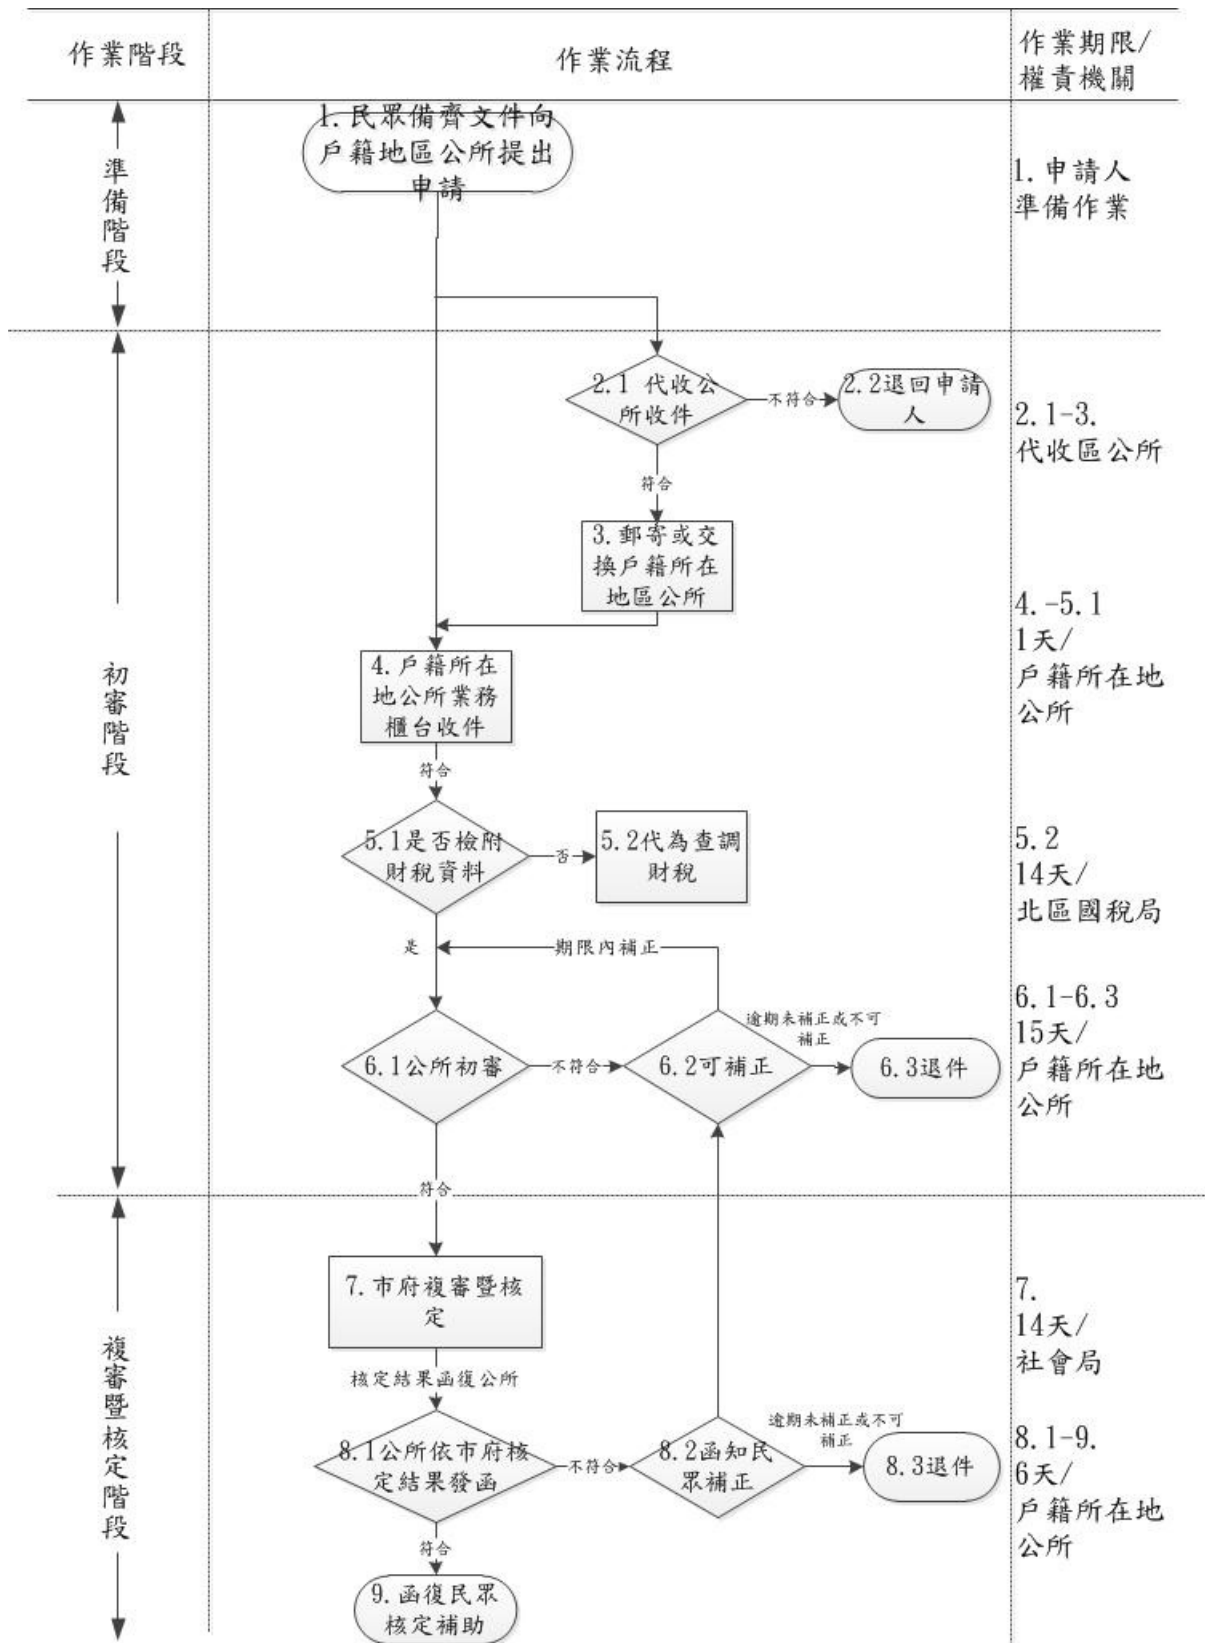 作業階段
作業流程
作業期限/
權責機關
準備階段
1.民眾備齊文件向
戶籍地區公所提出
申請
1.申請人
準備作業
初審階段
2.1 代收公
所收件
不符合
2.2退回申請
人
2.1-3.
代收區公所
符合
3.郵寄或交
換戶籍所在
地區公所
4.戶籍所在
地公所業務
櫃台收件
4.-5.1
1天/
戶籍所在地
公所
符合
5.1是否檢附
財稅資料
否
5.2代為查調
財稅
5.2
14天/
北區國稅局
是
期限內補正
6.1公所初審
不符合
6.2可補正
逾期未補正或不可
補正
6.3退件
6.1-6.3
15天/
戶籍所在地
公所
符合
複審暨核定階段
7.市府複審暨核
定
7.
14天/
社會局
核定結果函復公所
8.1公所依市府核
定結果發函
不符合
8.2函知民
眾補正
逾期未補正或不可
補正
8.3退件
8.1-9.
6天/
戶籍所在地
公所
符合
9.函復民眾
核定補助